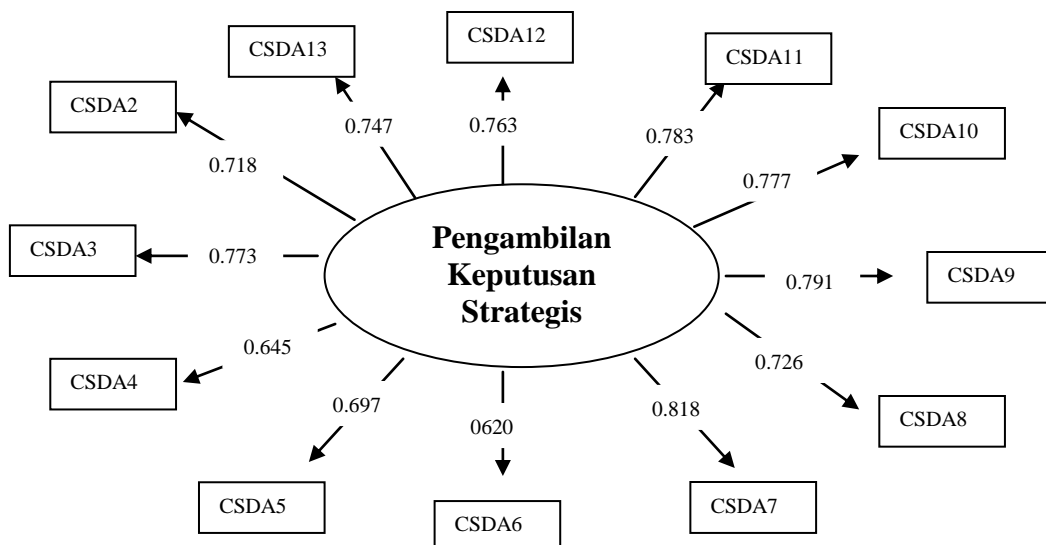 CSDA12
CSDA13
CSDA11
CSDA2
CSDA10
0.747
0.763
0.783
0.718
0.777
Pengambilan
Keputusan
Strategis
CSDA3
0.773
0.791
CSDA9
0.645
0.726
CSDA4
0.697
0620
0.818
CSDA8
CSDA5
CSDA6
CSDA7